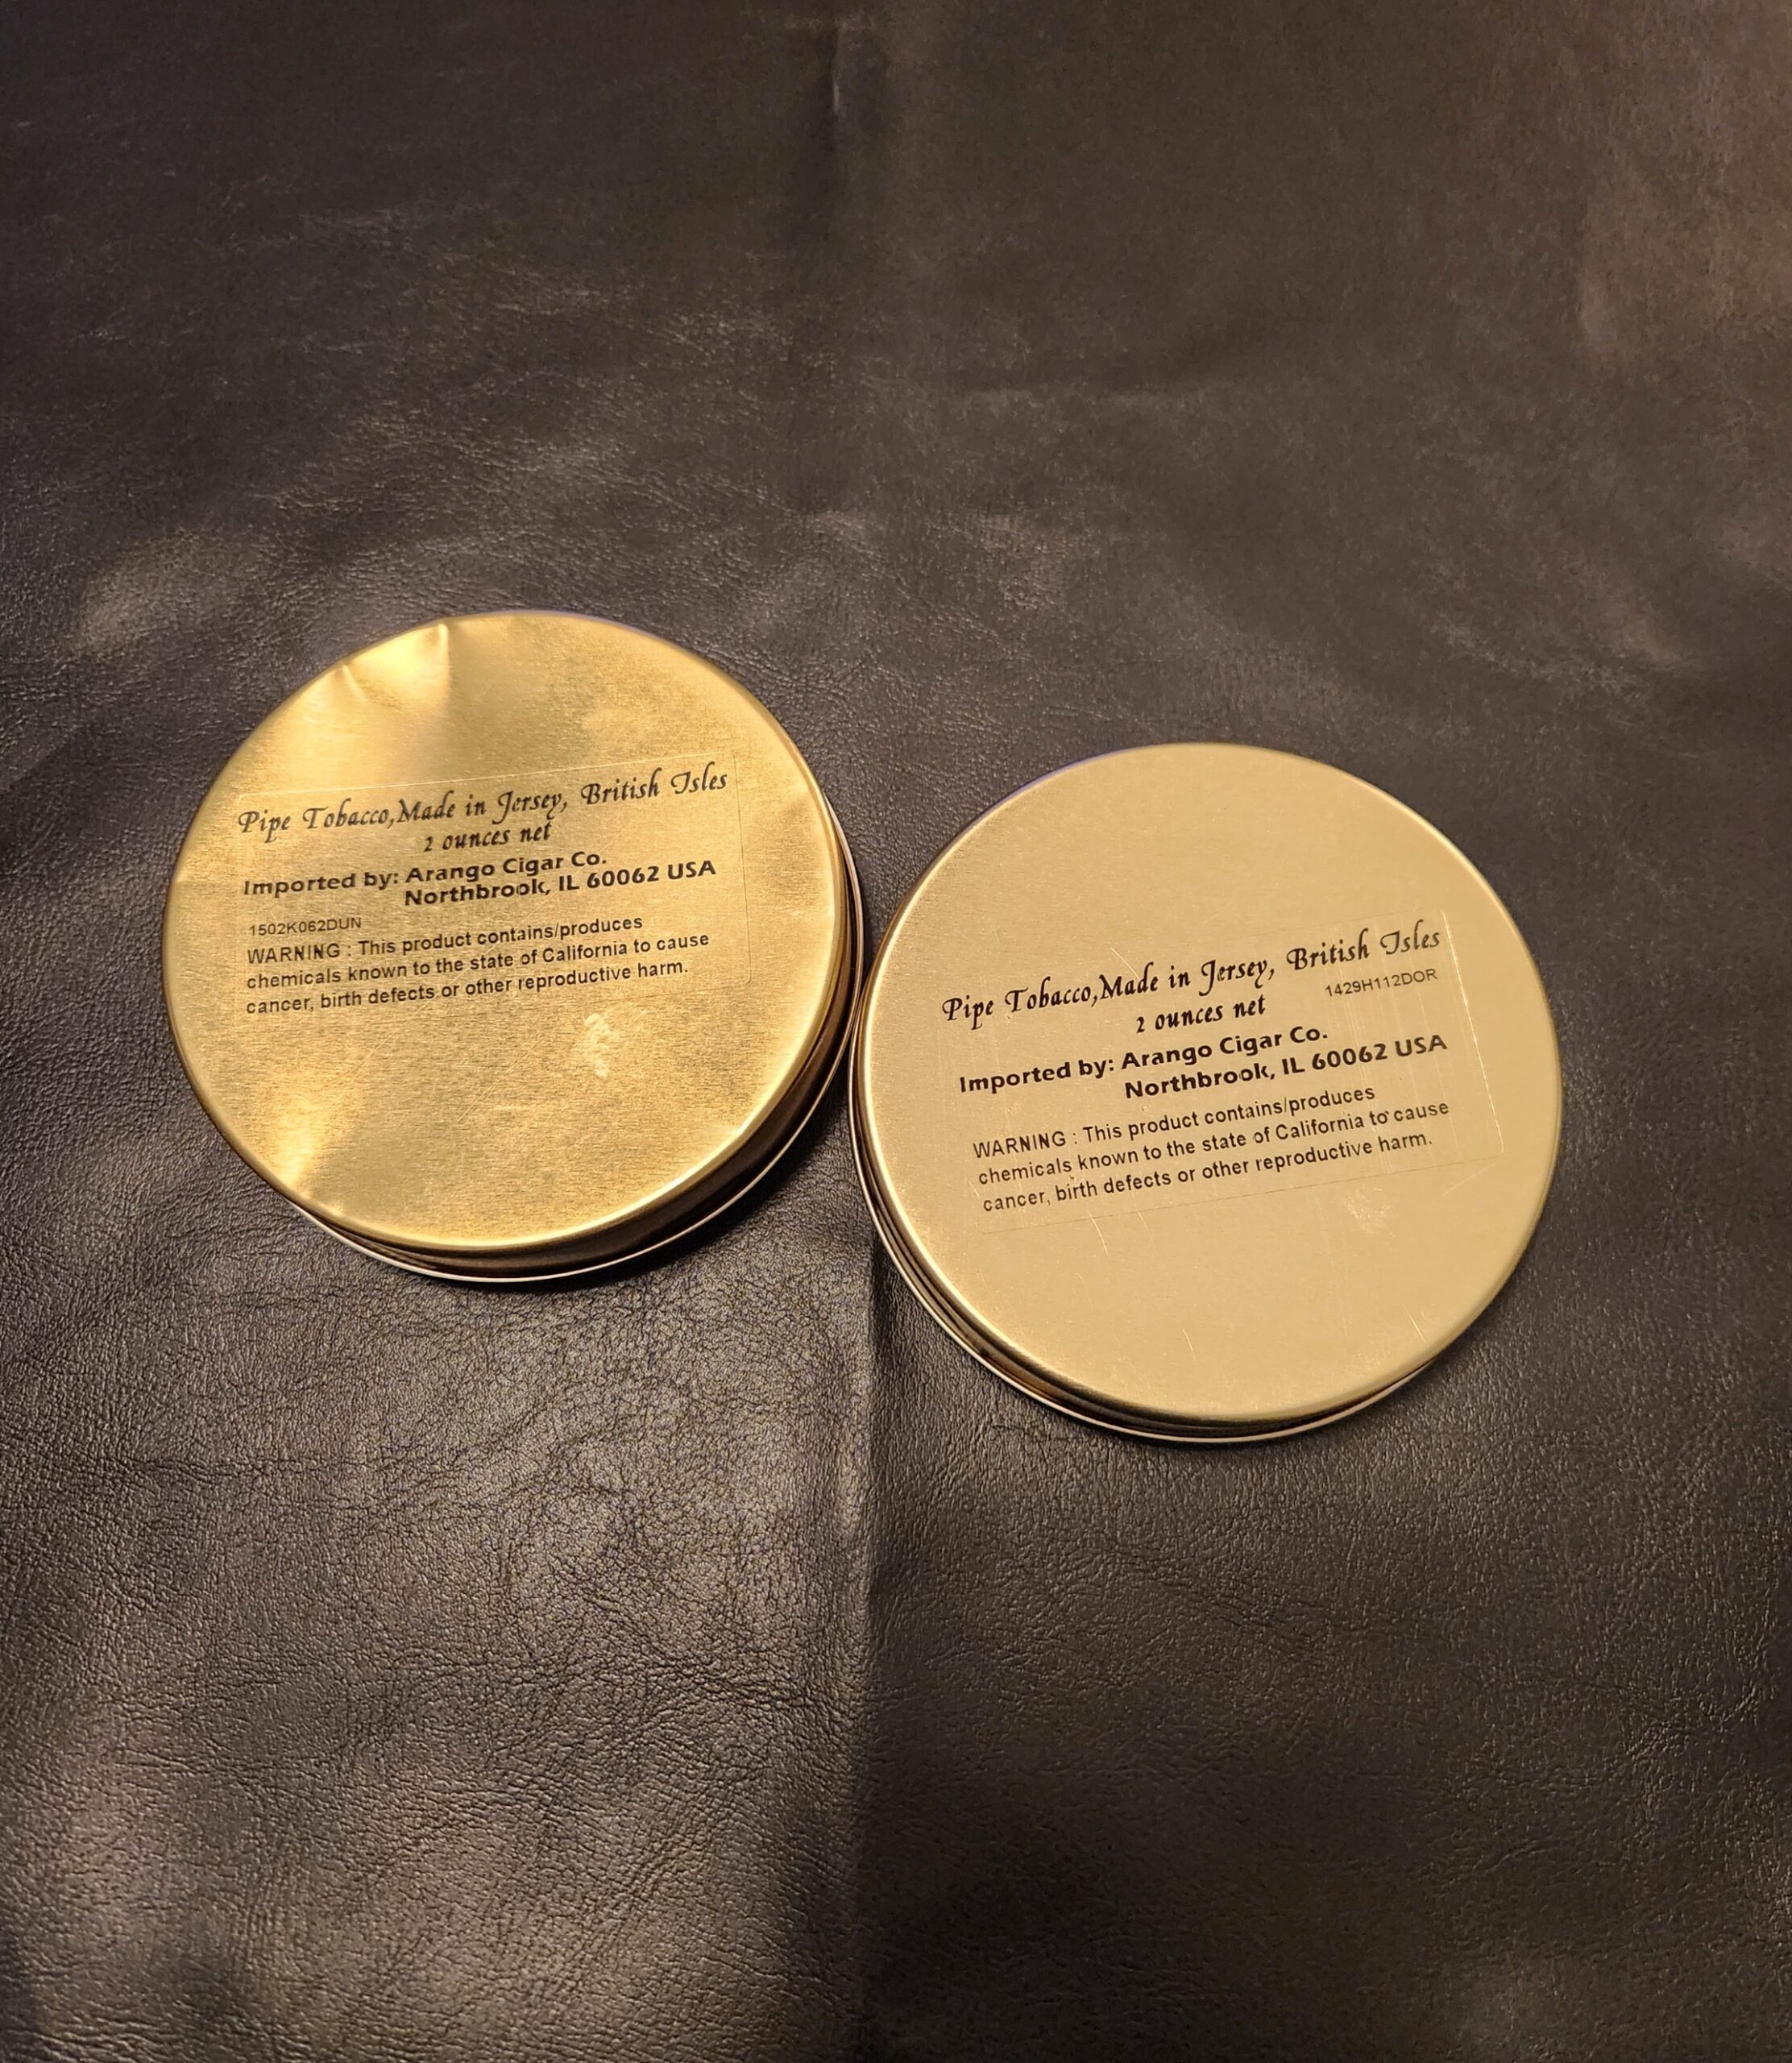 Pipe Tobacco,Made in Jersey, British Isles
2 ounces net
Imported by: Arango Cigar Co.
Northbrook, IL 60062 USA
1502K062DUN
WARNING : This product contains/produces
chemicals known to the state of California to cause
cancer, birth defects or other reproductive harm.
Pipe Tobacco,Made in Jersey, British Isles
1429H112DOR
2 ounces net
Imported by: Arango Cigar Co.
Northbrook, IL 60062 USA
WARNING : This product contains/produces
chemicals known to the state of California to cause
cancer, birth defects or other reproductive harm.